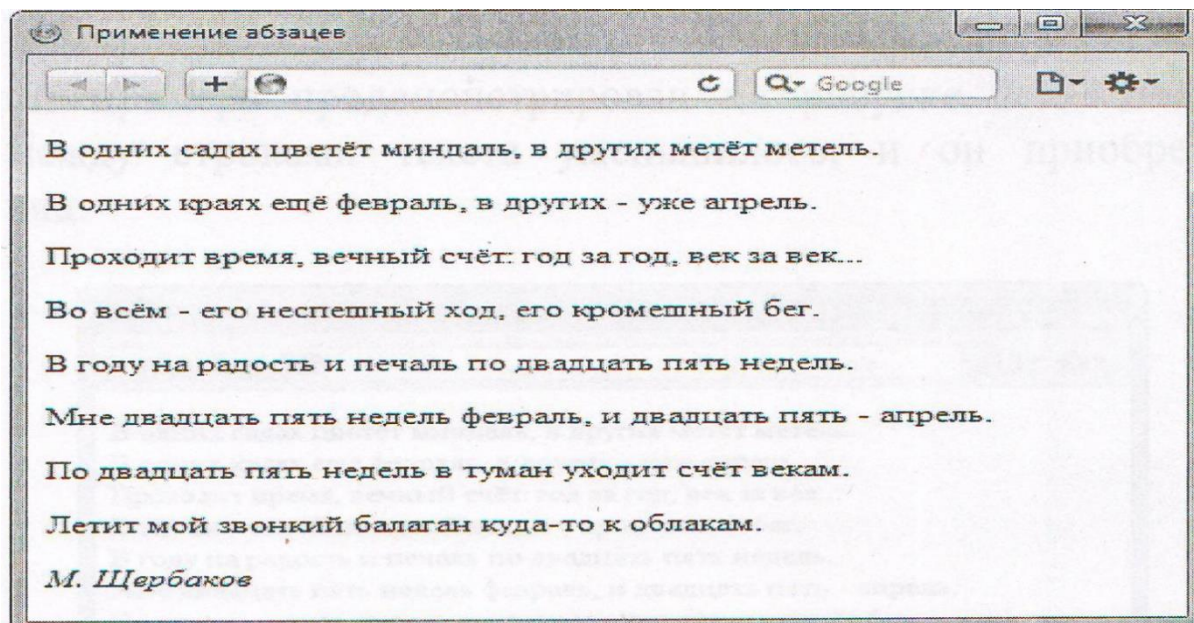 Применение абзацев
Google
В одних садах цветёт миндаль, в других метёт метель.
В одних краях ещё февраль, в других - уже апрель.
Проходит время, вечный счёт: год за год, век за век...
Во всём - его неспешный ход, его кромешный бег.
В году на радость и печаль по двадцать пять недель.
Мне двадцать пять недель февраль, и двадцать пять - апрель.
По двадцать пять недель в туман уходит счёт векам.
Летит мой звонкий балаган куда-то к облакам.
М. Щербаков